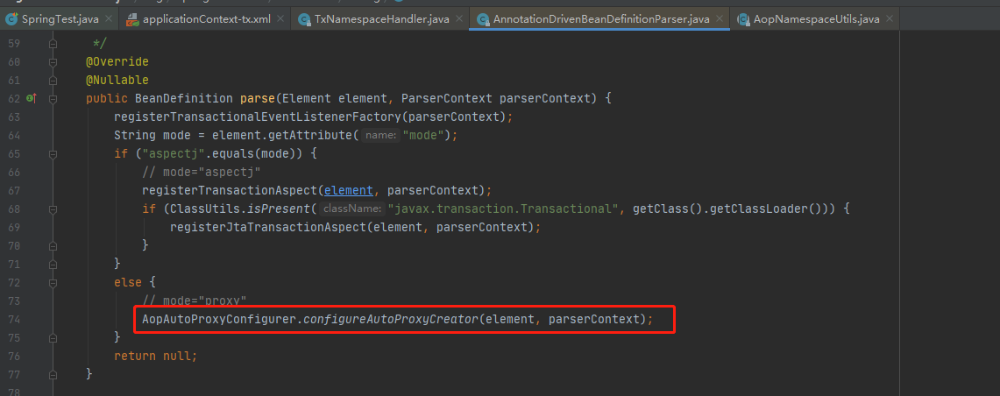 SpringTest.java applicationContext-tx.xml TxNamespaceHandler.java AnnotationDrivenBeanDefinitionParser.java AopNamespaceUtils.java
59 */
60 @Override
61 @Nullable
62 public BeanDefinition parse(Element element, ParserContext parserContext) {
63 registerTransactionalEventListenerFactory(parserContext);
64 String mode = element.getAttribute( name: "mode");
65 if ("aspectj".equals(mode)) {
66 // mode="aspectj"
67 registerTransactionAspect(element, parserContext);
68 if (ClassUtils.isPresent( className: "javax.transaction.Transactional", getClass().getClassLoader())) {
69 registerJtaTransactionAspect(element, parserContext);
70 }
71 }
72 else {
73 // mode="proxy"
74 AopAutoProxyConfigurer.configureAutoProxyCreator(element, parserContext);
75 }
76 return null;
77 }
78